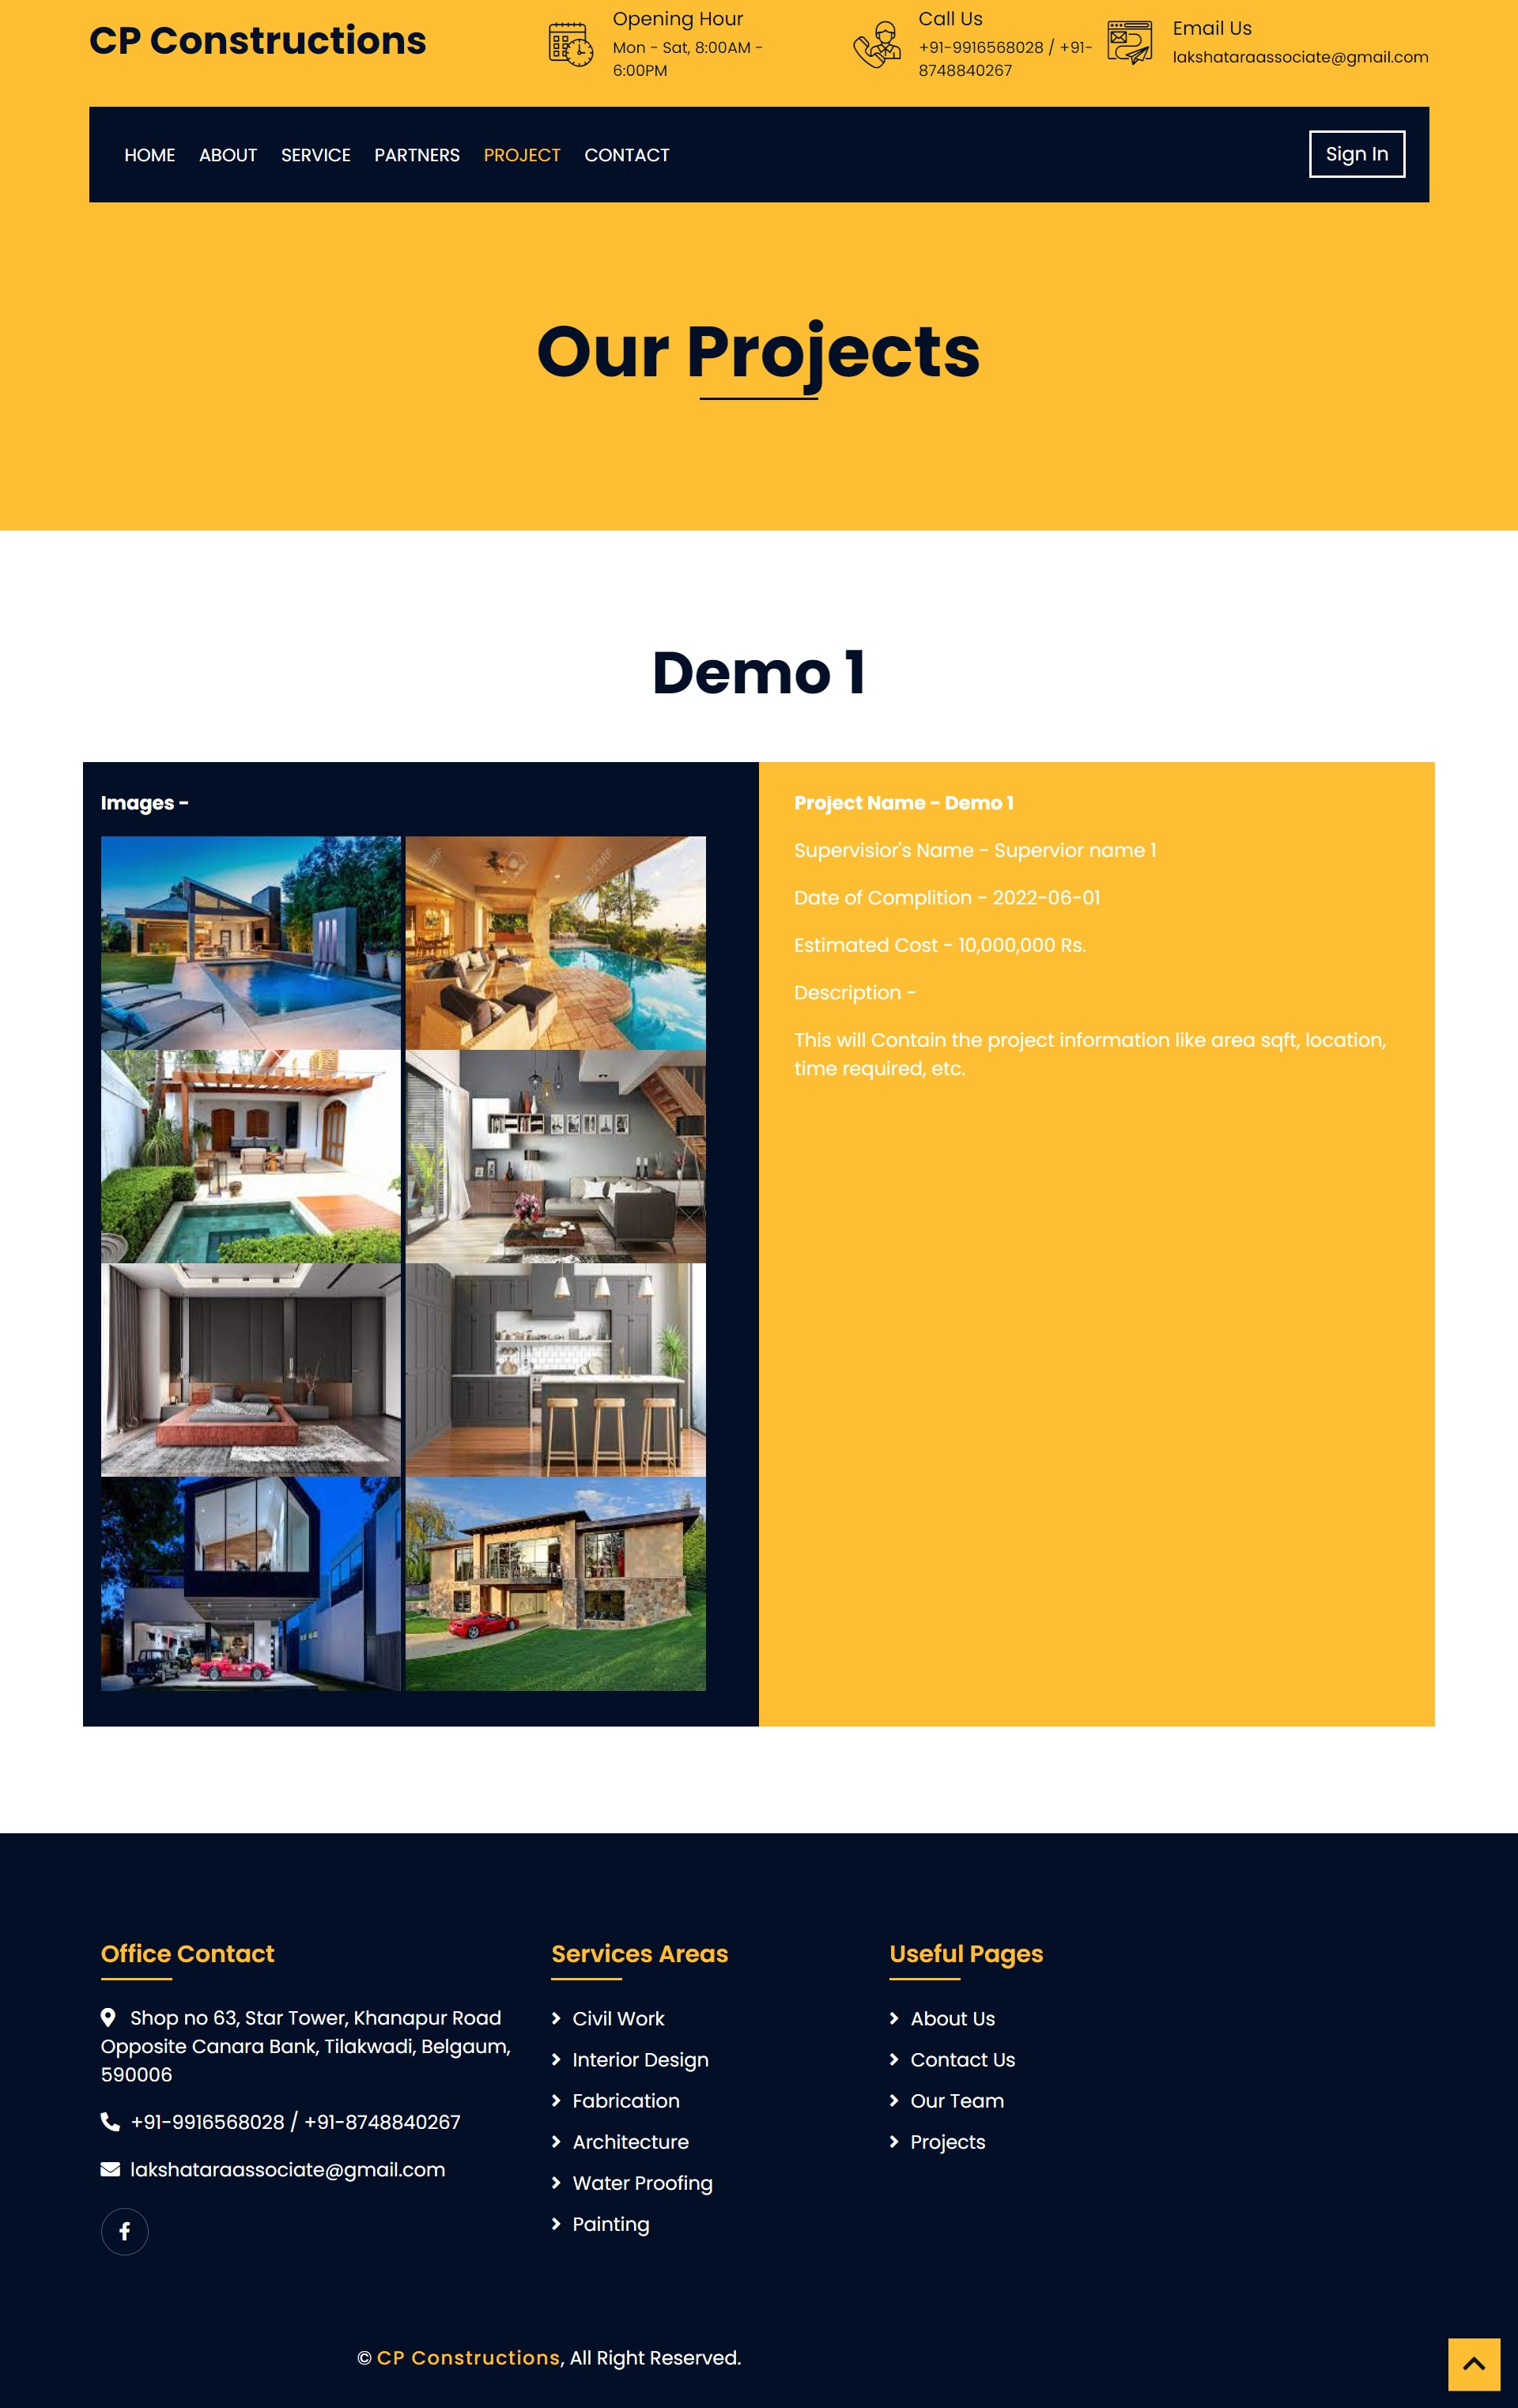 CP Constructions
Opening Hour
Mon - Sat, 8:00AM -
6:00PM
Call Us
+91-9916568028 / +91-
8748840267
Email Us
lakshataraassociate@gmail.com
HOME ABOUT SERVICE PARTNERS PROJECT CONTACT
Sign In
Our Projects
Demo 1
Images -
Project Name - Demo 1
Supervisior's Name - Supervior name 1
Date of Complition - 2022-06-01
Estimated Cost - 10,000,000 Rs.
Description -
This will Contain the project information like area sqft, location,
time required, etc.
Office Contact
Shop no 63, Star Tower, Khanapur Road
Opposite Canara Bank, Tilakwadi, Belgaum,
590006
+91-9916568028 / +91-8748840267
lakshataraassociate@gmail.com
Services Areas
Civil Work
Interior Design
Fabrication
Architecture
Water Proofing
Painting
Useful Pages
About Us
Contact Us
Our Team
Projects
© CP Constructions, All Right Reserved.